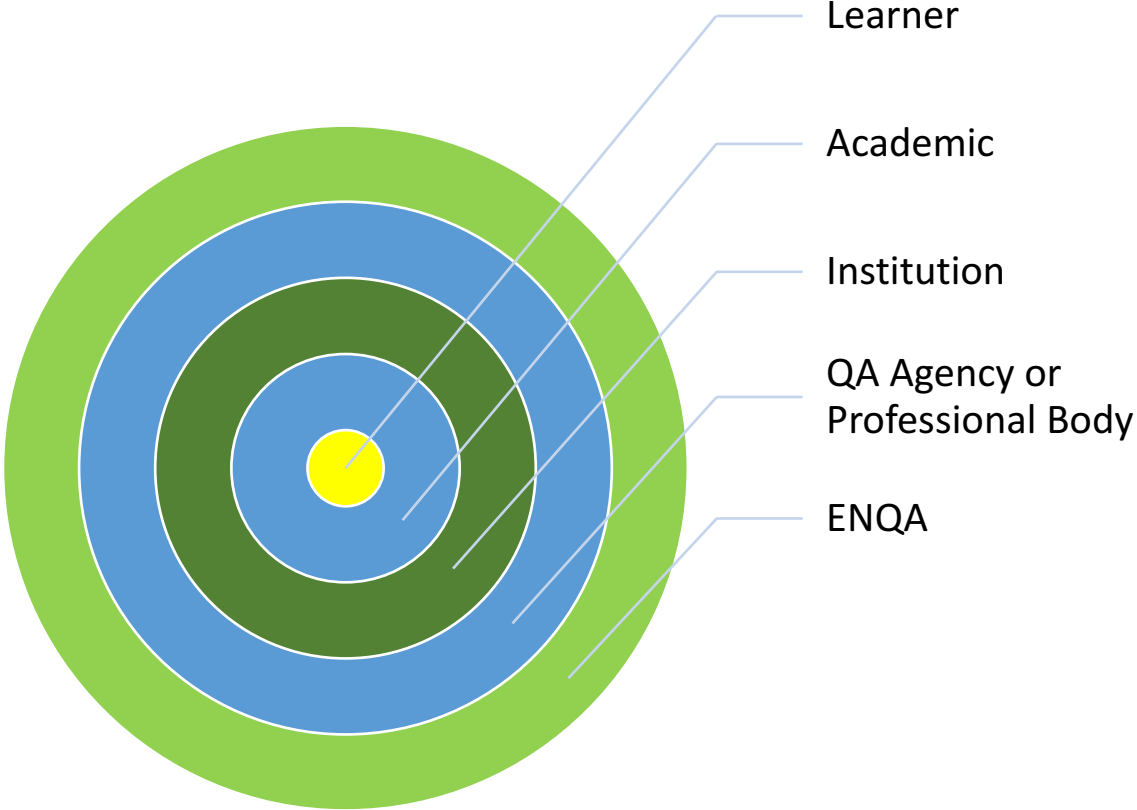 Learner
Academic
Institution
QA Agency or
Professional Body
ENQA